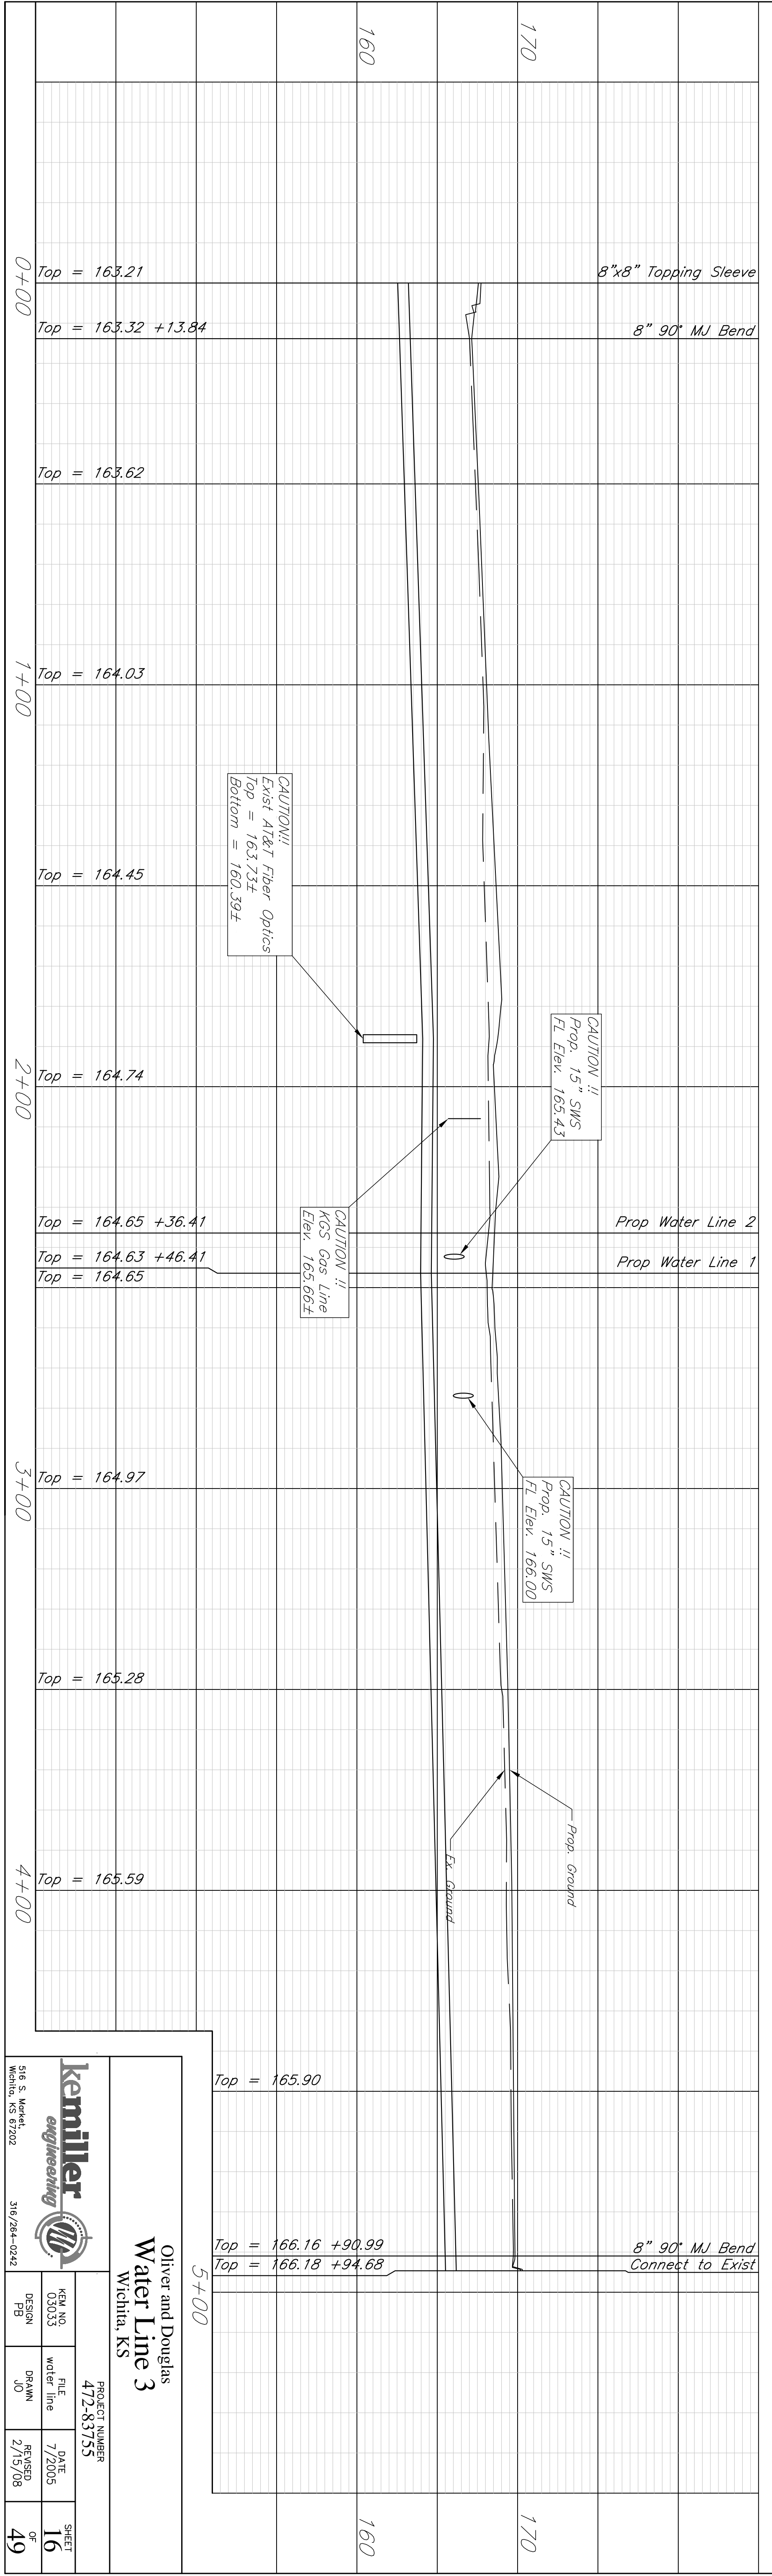 160
170
Top = 163.21
8"x8" Topping Sleeve
0+00
Top = 163.32 +13.84
8" 90° MJ Bend
Top = 163.62
Top = 164.03
1+00
CAUTION!!
Exist AT&T Fiber Optics
Top = 163.73±
Bottom = 160.39±
Top = 164.45
CAUTION !!
Prop. 15" SWS
FL Elev. 165.43
Top = 164.74
2+00
CAUTION !!
KGS Gas Line
Elev. 165.66±
Top = 164.65 +36.41
Prop Water Line 2
Top = 164.63 +46.41
Prop Water Line 1
Top = 164.65
Top = 164.97
3+00
CAUTION !!
Prop. 15" SWS
FL Elev. 166.00
Top = 165.28
Prop. Ground
Ex. Ground
Top = 165.59
4+00
Top = 165.90
Top = 166.16 +90.99
8" 90° MJ Bend
Top = 166.18 +94.68
Connect to Exist
5+00
160
170
Oliver and Douglas
Water Line 3
Wichita, KS
kemiller
engineering
516 S. Market,
Wichita, KS 67202
316/264-0242
PROJECT NUMBER
472-83755
KEM NO.
03033
FILE
water line
DATE
7/2005
SHEET
16
DESIGN
PB
DRAWN
JO
REVISED
2/15/08
OF
49